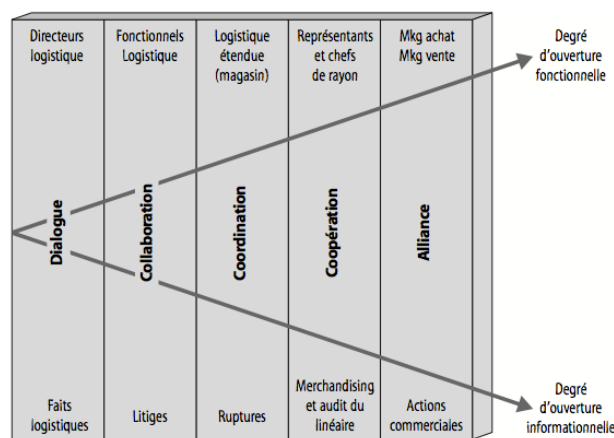 Directeurs
logistique
Fonctionnels
Logistique
Logistique
étendue
(magasin)
Représentants
et chefs
de rayon
Mkg achat
Mkg vente
Degré
d'ouverture
fonctionnelle
Dialogue
Collaboration
Coordination
Coopération
Alliance
Faits
logistiques
Litiges
Ruptures
Merchandising
et audit du
linéaire
Actions
commerciales
Degré
d'ouverture
informationnelle